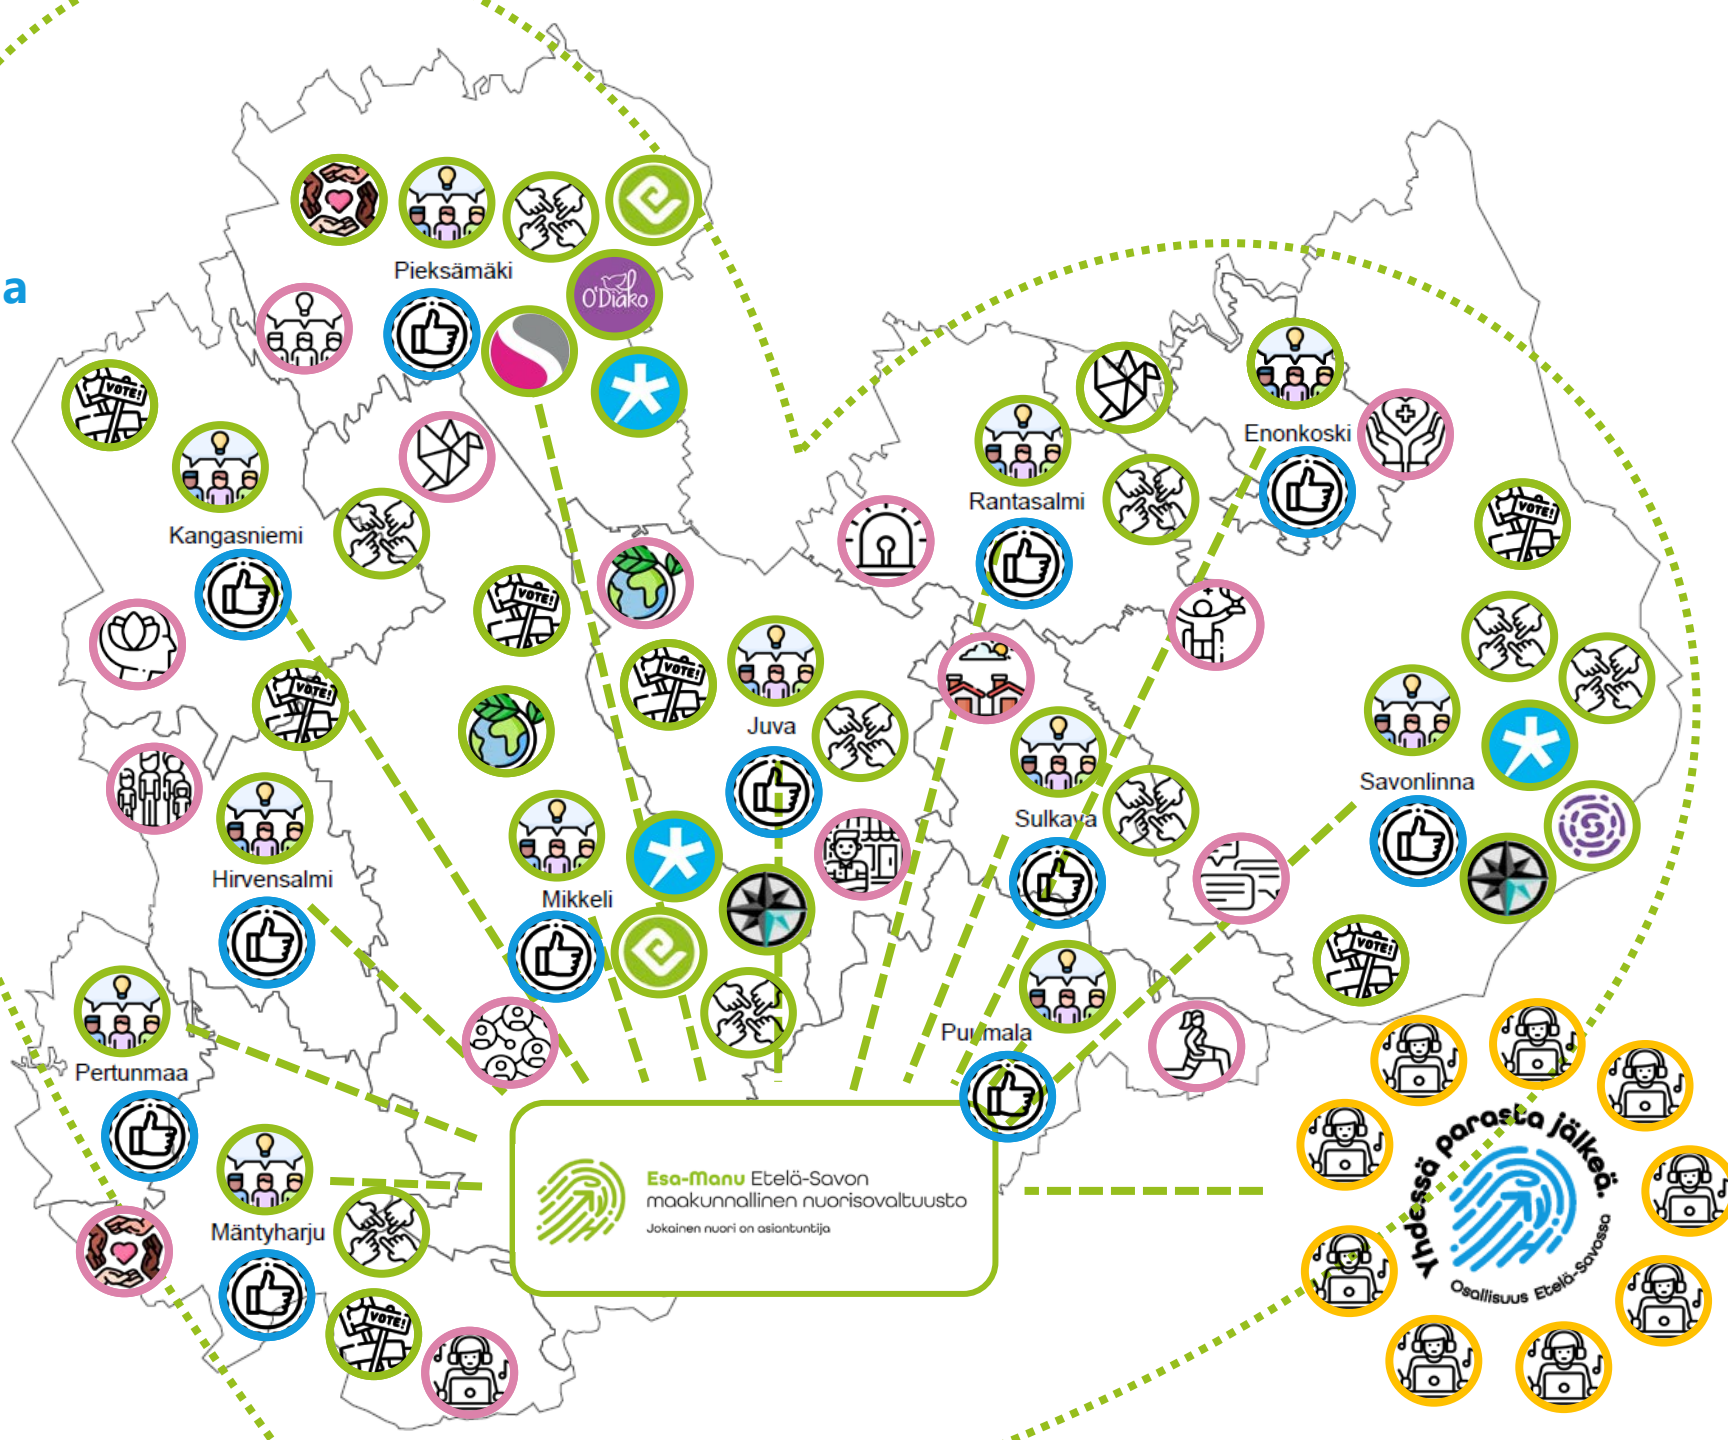 a
Pieksämäki
O'Diako
VOTE!
Kangasniemi
Enonkoski
Rantasalmi
VOTE!
VOTE!
VOTE!
VOTE!
Juva
Savonlinna
Sulkava
S
Hirvensalmi
Mikkeli
VOTE!
Puumala
Pertunmaa
Mäntyharju
VOTE!
Esa-Manu Etelä-Savon
maakunnallinen nuorisovaltuusto
Jokainen nuori on asiantuntija
Yhdessä parasta jälkeä.
Osallisuus Etelä-Savossa